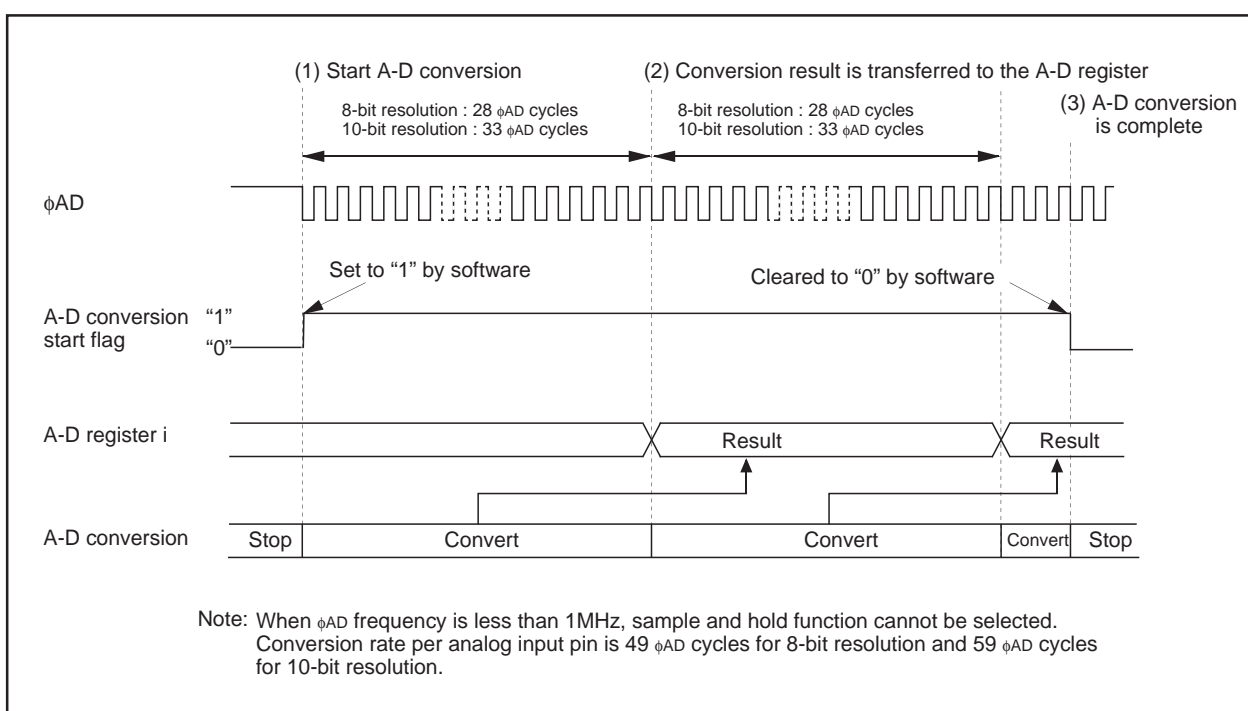 (1) Start A-D conversion
(2) Conversion result is transferred to the A-D register
8-bit resolution : 28 ϕAD cycles
10-bit resolution : 33 ϕAD cycles
8-bit resolution : 28 ϕAD cycles
10-bit resolution : 33 ϕAD cycles
(3) A-D conversion
is complete
ϕAD
Set to “1” by software
Cleared to “0” by software
A-D conversion
start flag
“1”
“0”
A-D register i
Result
Result
A-D conversion
Stop
Convert
Convert
Convert
Stop
Note: When ϕAD frequency is less than 1MHz, sample and hold function cannot be selected.
Conversion rate per analog input pin is 49 ϕAD cycles for 8-bit resolution and 59 ϕAD cycles
for 10-bit resolution.